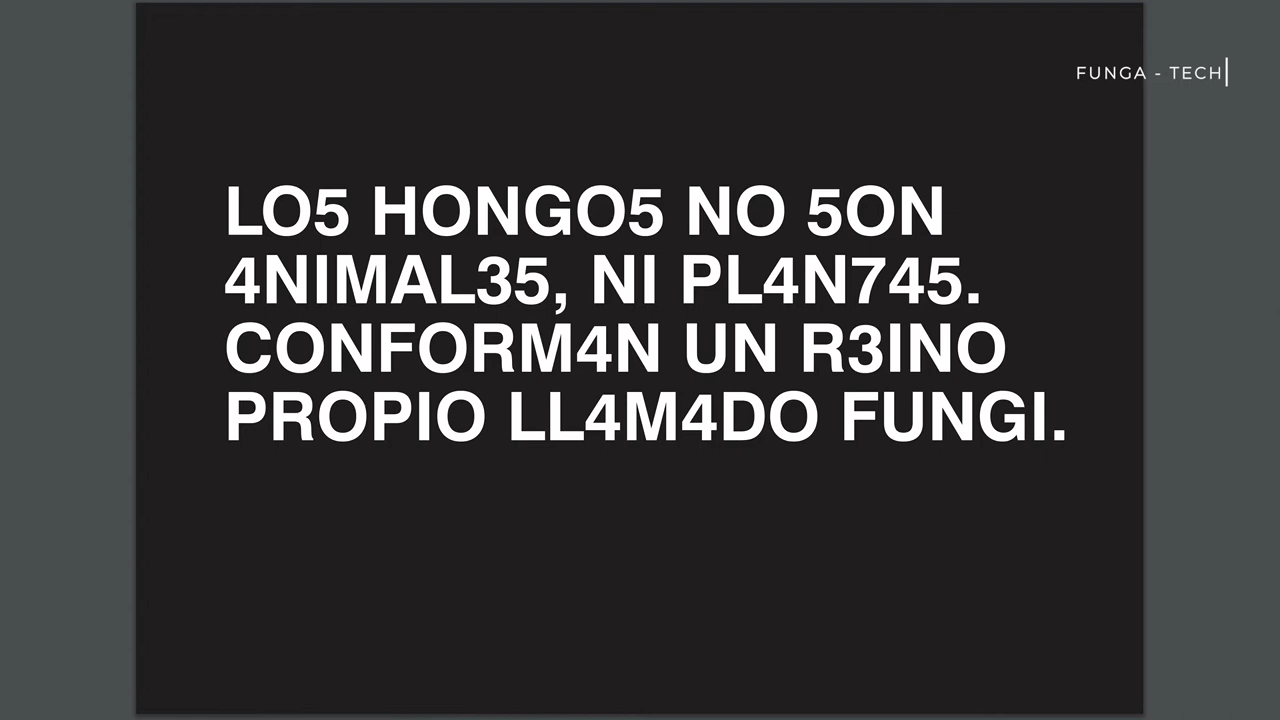 FUNGA - TECH
LO5 HONGO5 NO 5ON
4NIMAL35, NI PL4N745.
CONFORM4N UN R3INO
PROPIO LL4M4DO FUNGI.